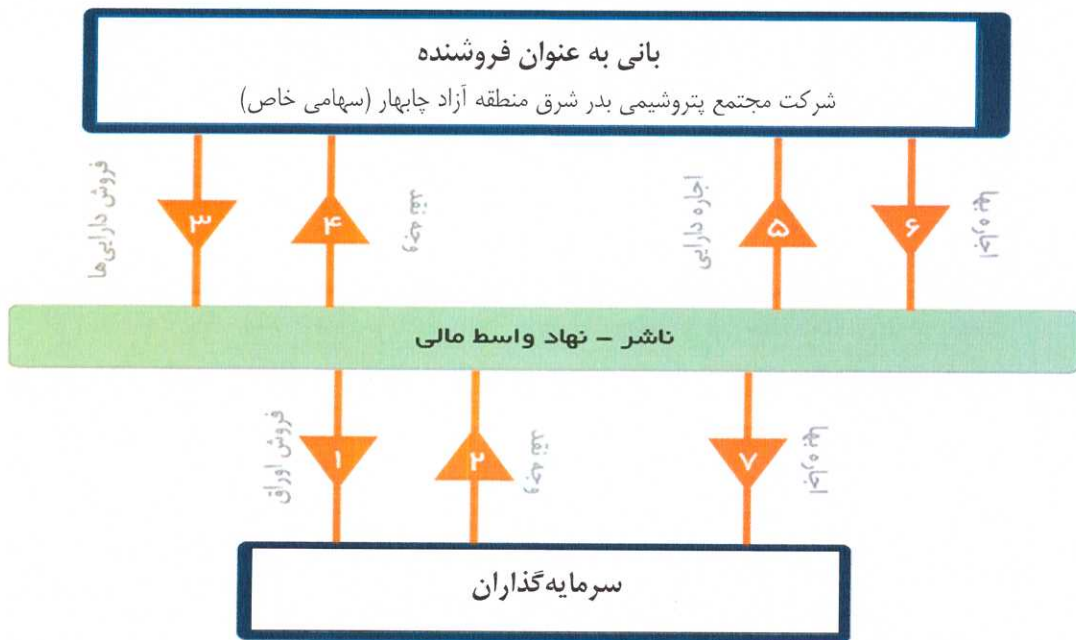 بانی به عنوان فروشنده
شرکت مجتمع پتروشیمی بدر شرق منطقه آزاد چابهار (سهامی خاص)
اجاره بها
۶
۵
اجاره دارایی
وجه نقد
۴
۳
فروش دارایی‌ها
ناشر – نهاد واسط مالی
اجاره بها
۷
وجه نقد
۲
۱
فروش اوراق
سرمایه‌گذاران